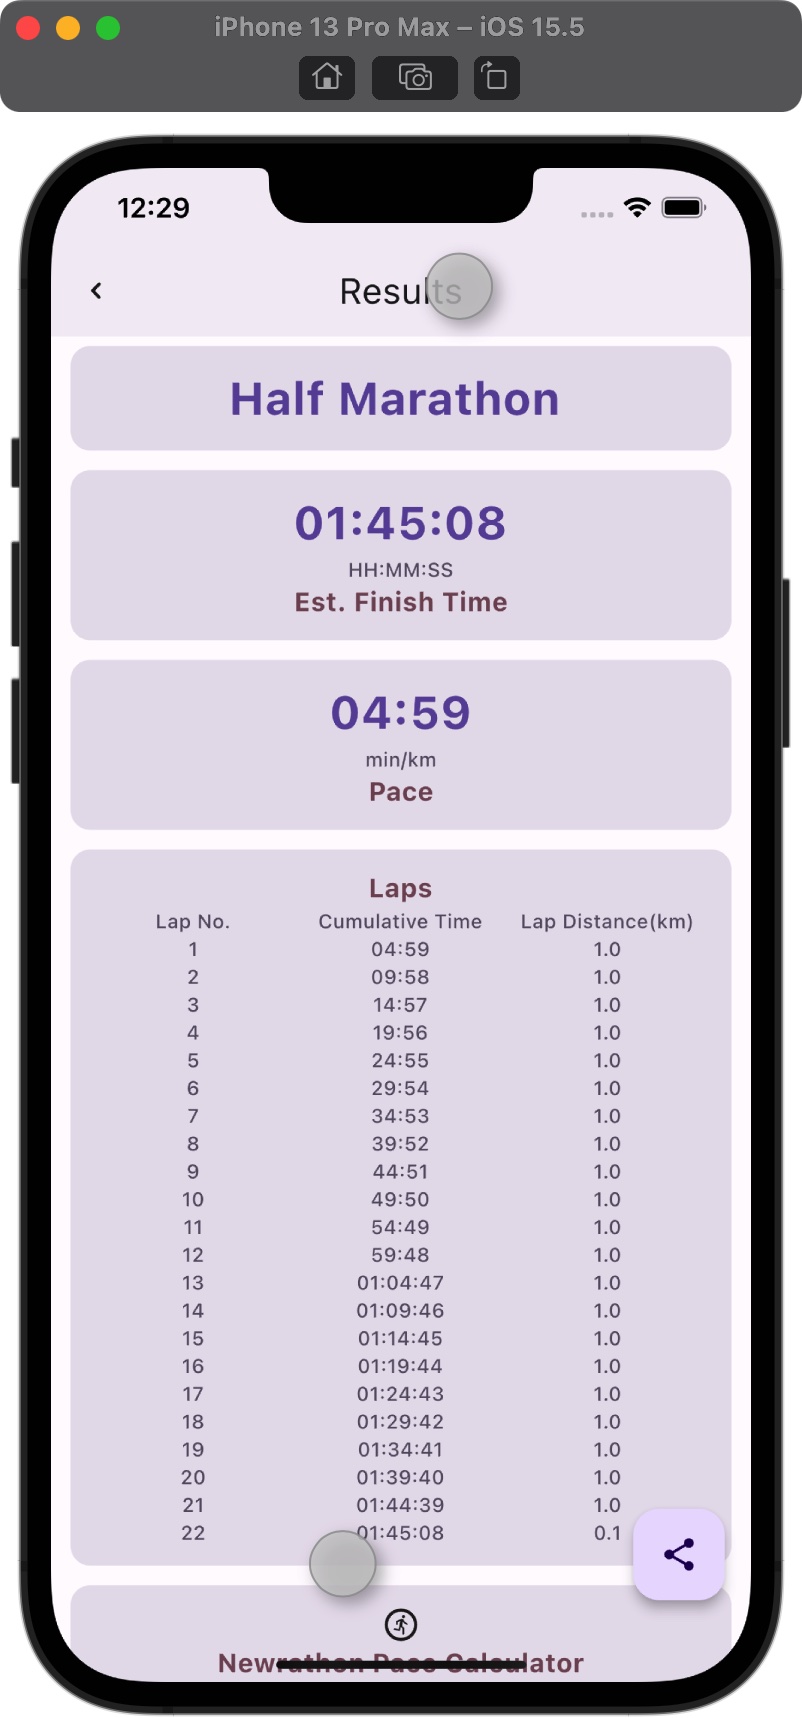 iPhone 13 Pro Max – iOS 15.5
12:29
Results
Half Marathon
01:45:08
HH:MM:SS
Est. Finish Time
04:59
min/km
Pace
Laps
Lap No. Cumulative Time Lap Distance(km)
1 04:59 1.0
2 09:58 1.0
3 14:57 1.0
4 19:56 1.0
5 24:55 1.0
6 29:54 1.0
7 34:53 1.0
8 39:52 1.0
9 44:51 1.0
10 49:50 1.0
11 54:49 1.0
12 59:48 1.0
13 01:04:47 1.0
14 01:09:46 1.0
15 01:14:45 1.0
16 01:19:44 1.0
17 01:24:43 1.0
18 01:29:42 1.0
19 01:34:41 1.0
20 01:39:40 1.0
21 01:44:39 1.0
22 01:45:08 0.1
Newrathon Pace Calculator